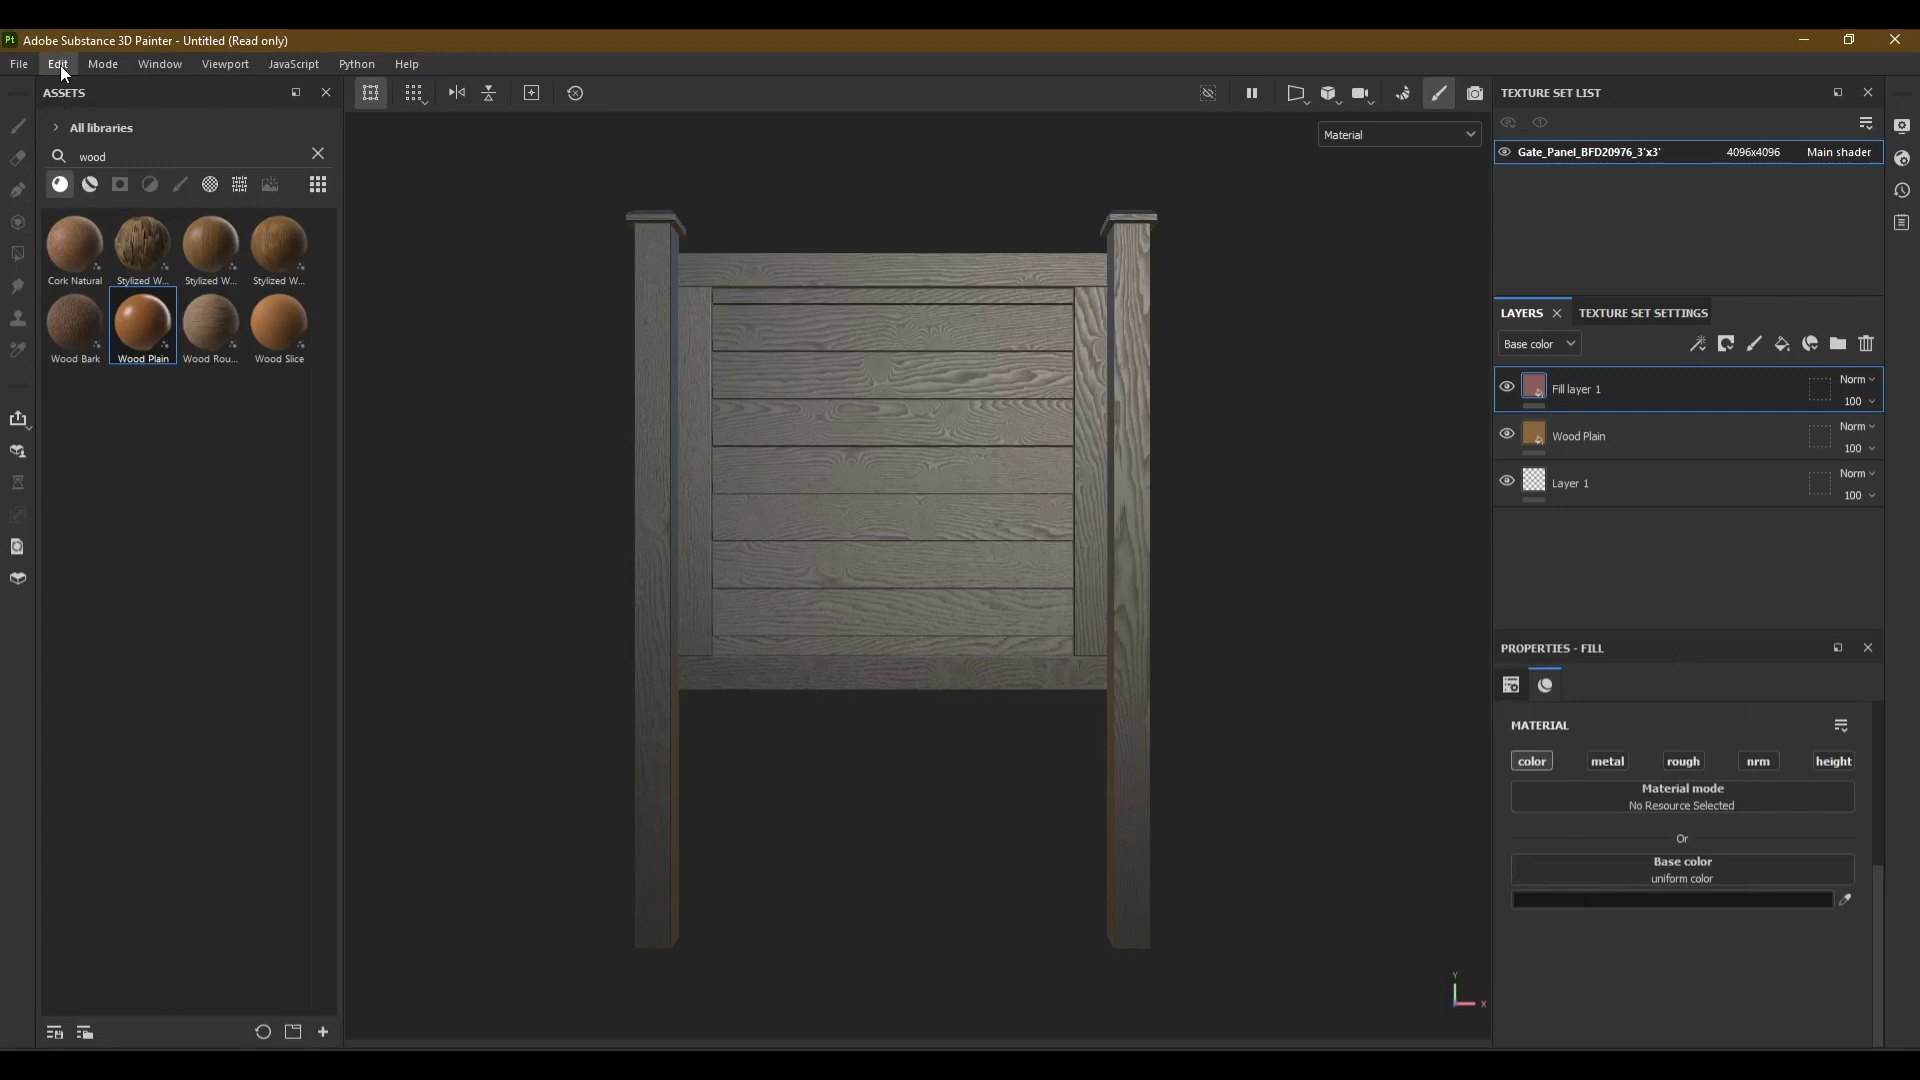 Pt Adobe Substance 3D Painter - Untitled (Read only)
File Edit Mode Window Viewport JavaScript Python Help
ASSETS
All libraries
wood
Cork Natural Stylized W... Stylized W... Stylized W...
Wood Bark Wood Plain Wood Rou... Wood Slice
Material
Y
X
TEXTURE SET LIST
Gate_Panel_BFD20976_3'x3' 4096x4096 Main shader
LAYERS TEXTURE SET SETTINGS
Base color
Fill layer 1 Norm
100
Wood Plain Norm
100
Layer 1 Norm
100
PROPERTIES - FILL
MATERIAL
color metal rough nrm height
Material mode
No Resource Selected
Or
Base color
uniform color